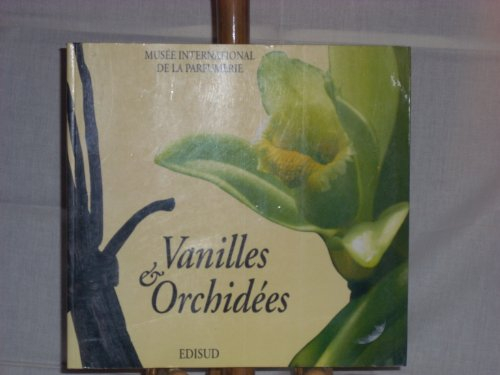 MUSÉE INTERNATIONAL
DE LA PARFUMERIE
Vanilles
& Orchidées
EDISUD